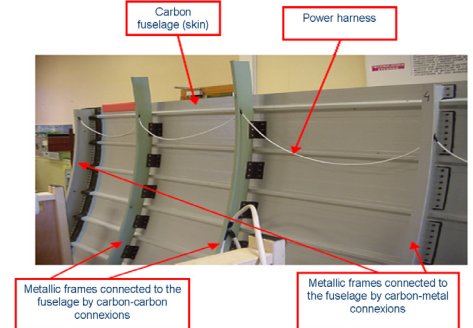 Carbon
fuselage (skin)
Power harness
Metallic frames connected to the
fuselage by carbon-carbon
connexions
Metallic frames connected to
the fuselage by carbon-metal
connexions